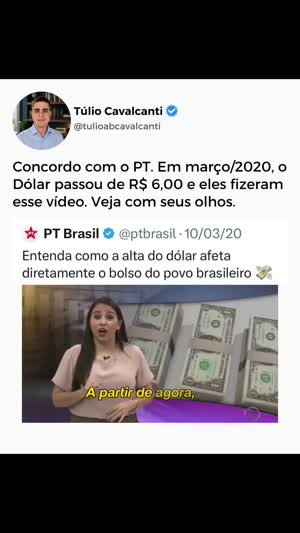 Túlio Cavalcanti
@tulioabcavalcanti
Concordo com o PT. Em março/2020, o
Dólar passou de R$ 6,00 e eles fizeram
esse vídeo. Veja com seus olhos.
PT Brasil @ptbrasil · 10/03/20
Entenda como a alta do dólar afeta
diretamente o bolso do povo brasileiro
A partir de agora,